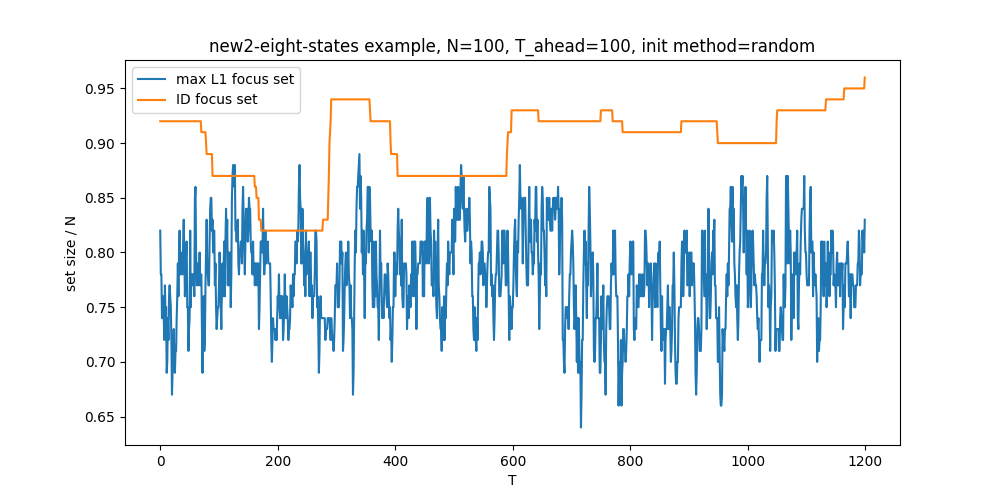 new2-eight-states example, N=100, T_ahead=100, init method=random
max L1 focus set
ID focus set
set size / N
0.95
0.90
0.85
0.80
0.75
0.70
0.65
0 200 400 600 800 1000 1200
T